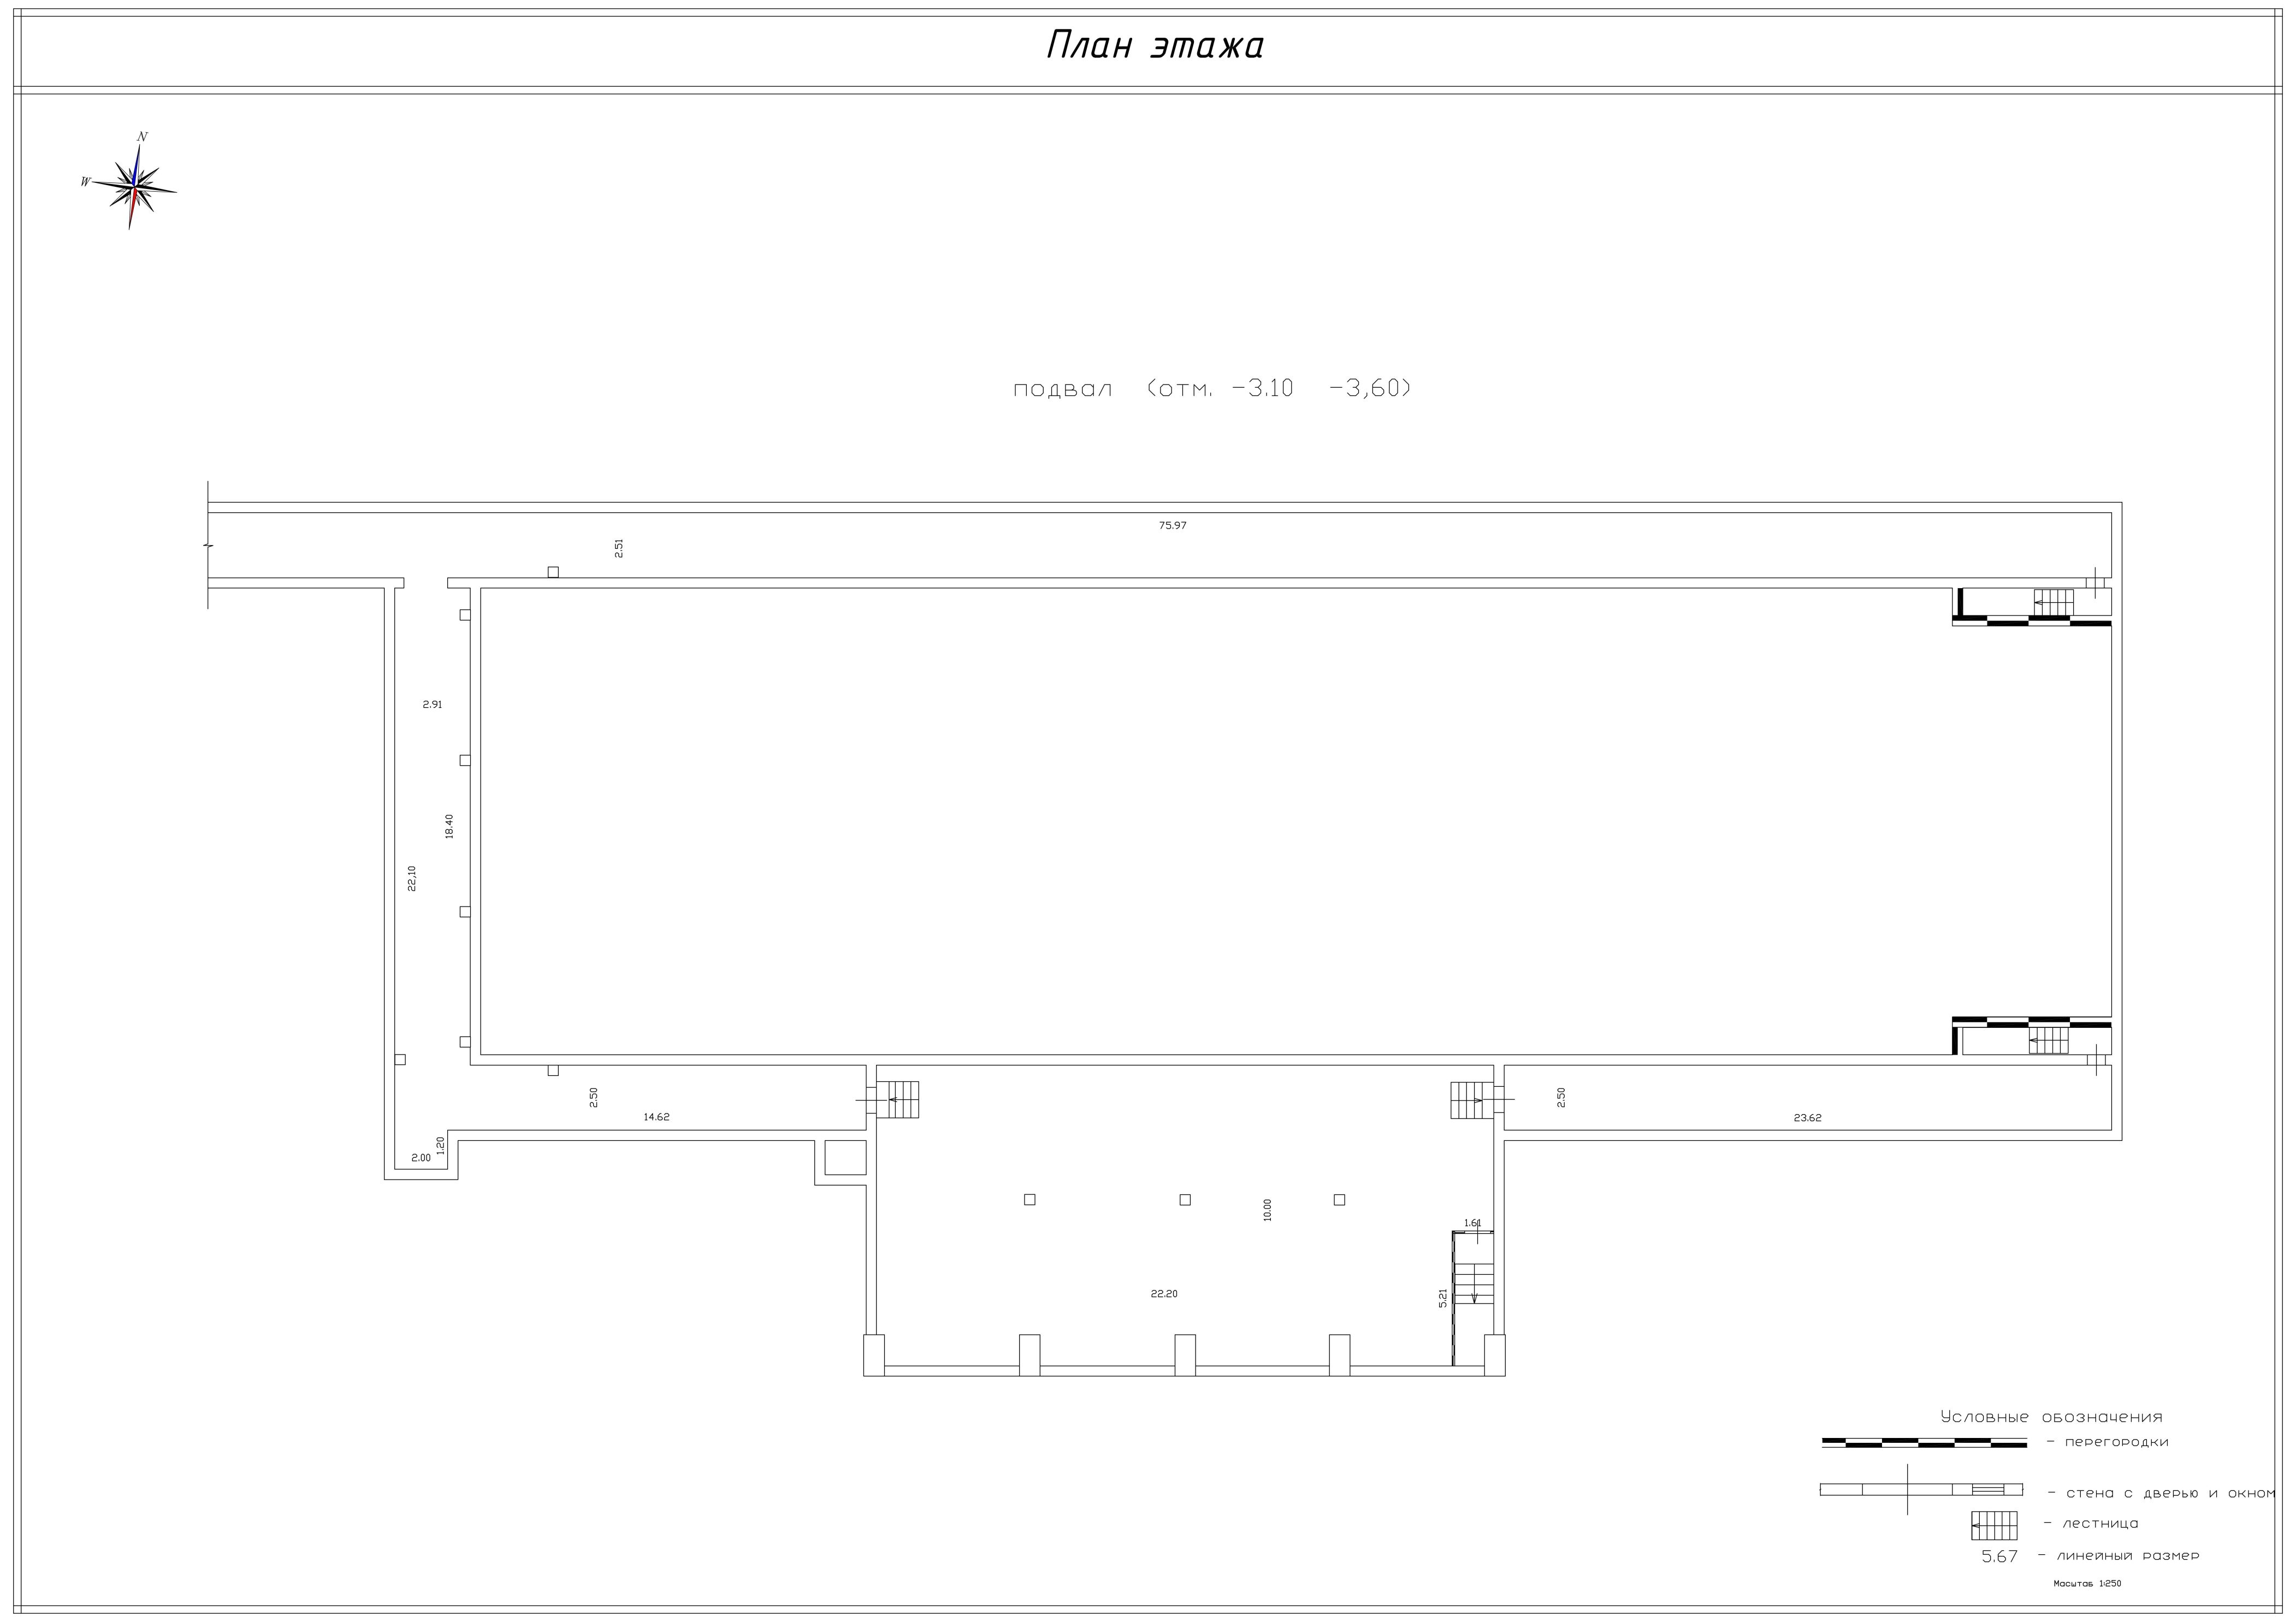 План этажа
N
W
подвал (отм. -3.10 -3,60)
75.97
2.51
2.91
18.40
22,10
2.50
14.62
2.50
23.62
1.20
2.00
10.00
1.61
22.20
5.21
Условные обозначения
- перегородки
- стена с дверью и окном
- лестница
5.67 - линейный размер
Масштаб 1:250